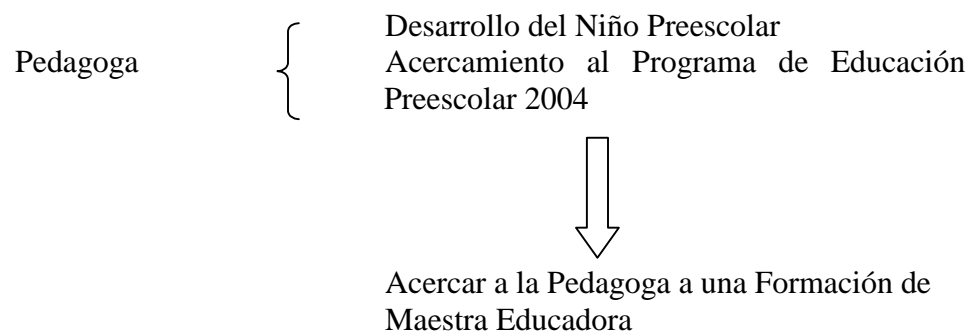 Desarrollo del Niño Preescolar
Pedagoga
Acercamiento al Programa de Educación
Preescolar 2004
Acercar a la Pedagoga a una Formación de
Maestra Educadora